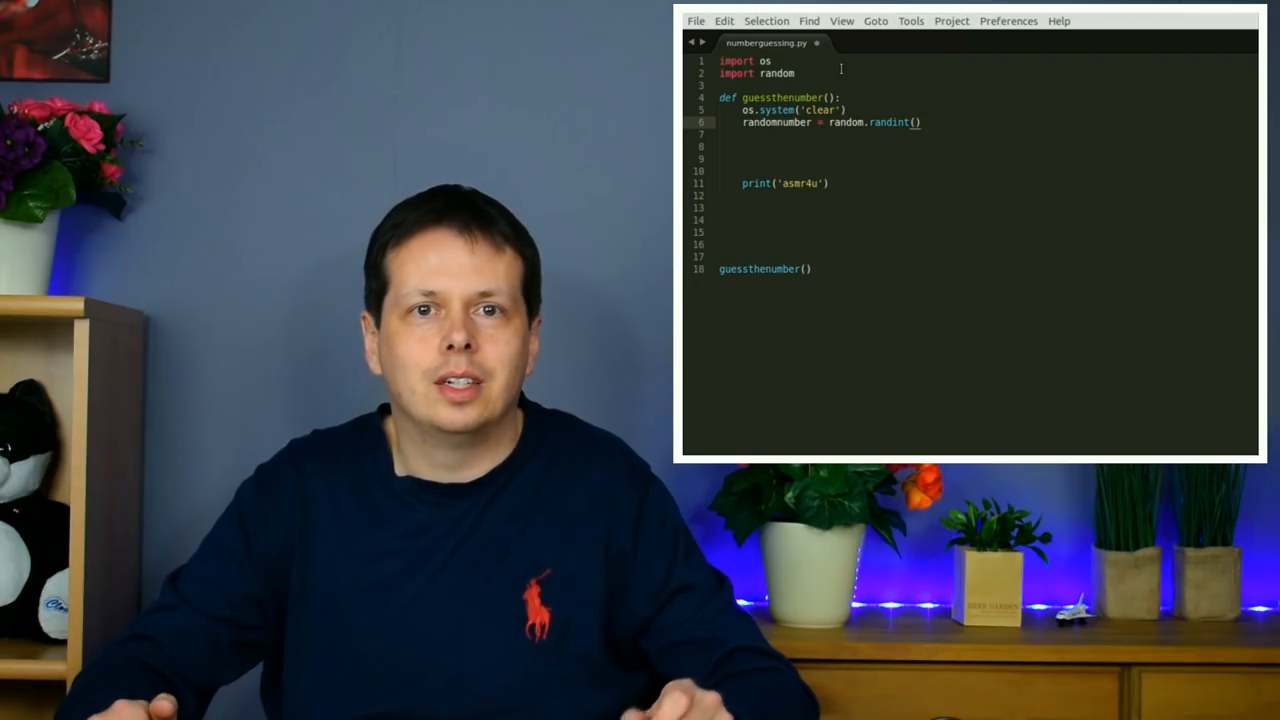 File Edit Selection Find View Goto Tools Project Preferences Help
numberguessing.py
1 import os
2 import random
3
4 def guessthenumber():
5 os.system('clear')
6 randomnumber = random.randint()
7
8
9
10
11 print('asmr4u')
12
13
14
15
16
17
18 guessthenumber()
HERB GARDEN